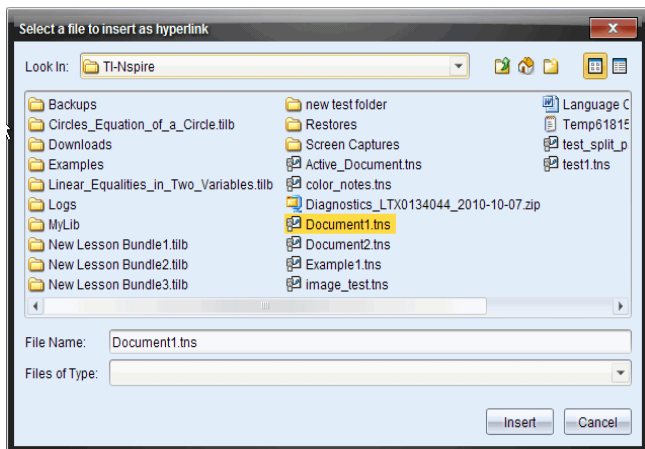 Select a file to insert as hyperlink
Look In: TI-Nspire
Backups
Circles_Equation_of_a_Circle.tilb
Downloads
Examples
Linear_Equalities_in_Two_Variables.tilb
Logs
MyLib
New Lesson Bundle1.tilb
New Lesson Bundle2.tilb
New Lesson Bundle3.tilb
new test folder
Restores
Screen Captures
Active_Document.tns
color_notes.tns
Diagnostics_LTX0134044_2010-10-07.zip
Document1.tns
Document2.tns
Example1.tns
image_test.tns
Language C
Temp61815
test_split_p
test1.tns
File Name: Document1.tns
Files of Type:
Insert Cancel